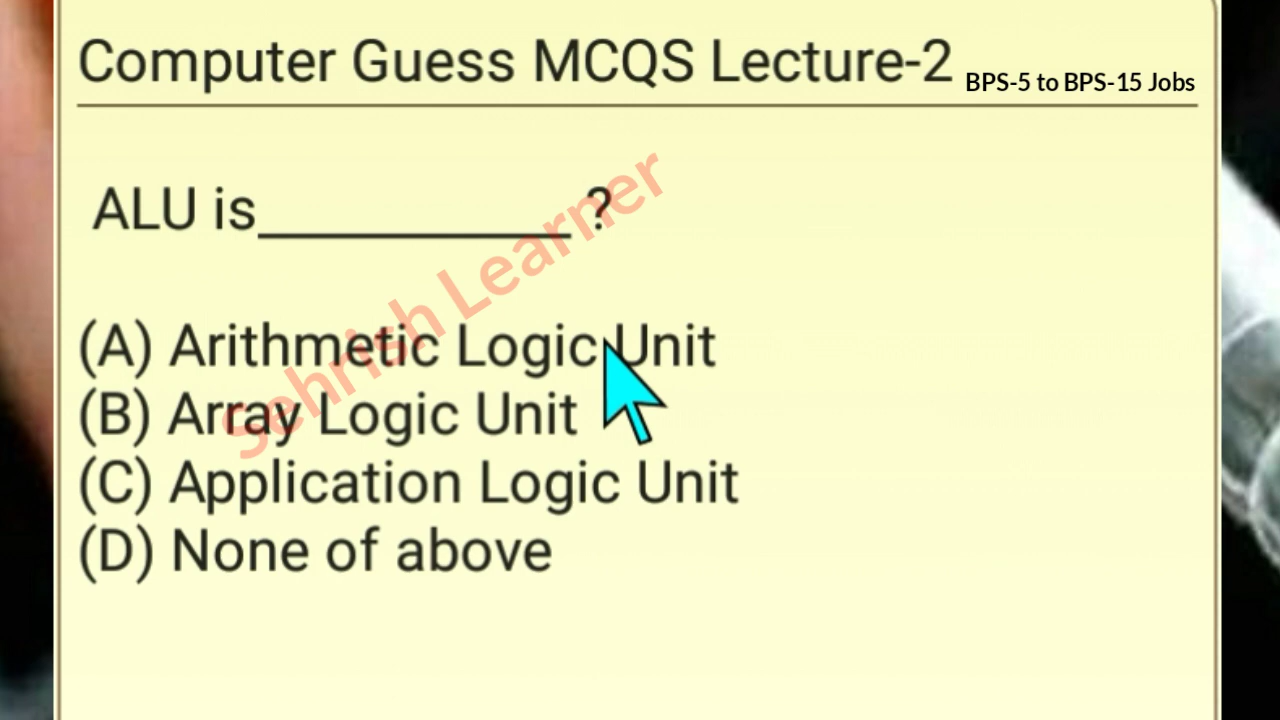 Computer Guess MCQS Lecture-2 BPS-5 to BPS-15 Jobs
ALU is____________?
Sehrish Learner
(A) Arithmetic Logic Unit
(B) Array Logic Unit
(C) Application Logic Unit
(D) None of above